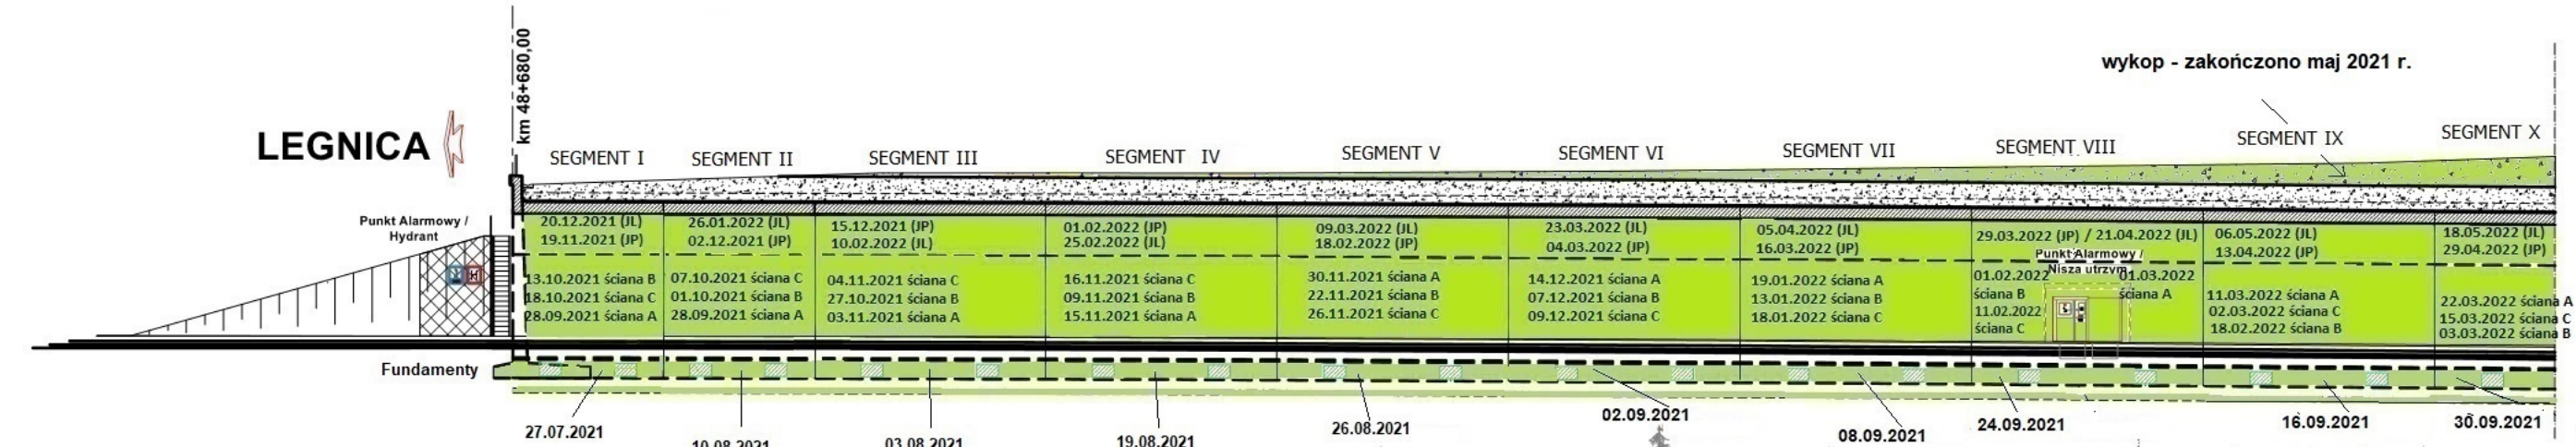 km 48+680,00
wykop - zakończono maj 2021 r.
LEGNICA
SEGMENT I
SEGMENT II
SEGMENT III
SEGMENT IV
SEGMENT V
SEGMENT VI
SEGMENT VII
SEGMENT VIII
SEGMENT IX
SEGMENT X
Punkt Alarmowy /
Hydrant
20.12.2021 (JL)
19.11.2021 (JP)
13.10.2021 ściana B
18.10.2021 ściana C
28.09.2021 ściana A
26.01.2022 (JL)
02.12.2021 (JP)
07.10.2021 ściana C
01.10.2021 ściana B
28.09.2021 ściana A
15.12.2021 (JP)
10.02.2022 (JL)
04.11.2021 ściana C
27.10.2021 ściana B
03.11.2021 ściana A
01.02.2022 (JP)
25.02.2022 (JL)
16.11.2021 ściana C
09.11.2021 ściana B
15.11.2021 ściana A
09.03.2022 (JL)
18.02.2022 (JP)
30.11.2021 ściana A
22.11.2021 ściana B
26.11.2021 ściana C
23.03.2022 (JL)
04.03.2022 (JP)
14.12.2021 ściana A
07.12.2021 ściana B
09.12.2021 ściana C
05.04.2022 (JL)
16.03.2022 (JP)
19.01.2022 ściana A
13.01.2022 ściana B
18.01.2022 ściana C
29.03.2022 (JP) / 21.04.2022 (JL)
Punkt Alarmowy /
Nisza utrzym.
01.02.2022
ściana B
11.02.2022
ściana C
01.03.2022
ściana A
06.05.2022 (JL)
13.04.2022 (JP)
11.03.2022 ściana A
02.03.2022 ściana C
18.02.2022 ściana B
18.05.2022 (JL)
29.04.2022 (JP)
22.03.2022 ściana A
15.03.2022 ściana C
03.03.2022 ściana B
Fundamenty
27.07.2021
10.08.2021
03.08.2021
19.08.2021
26.08.2021
02.09.2021
08.09.2021
24.09.2021
16.09.2021
30.09.2021